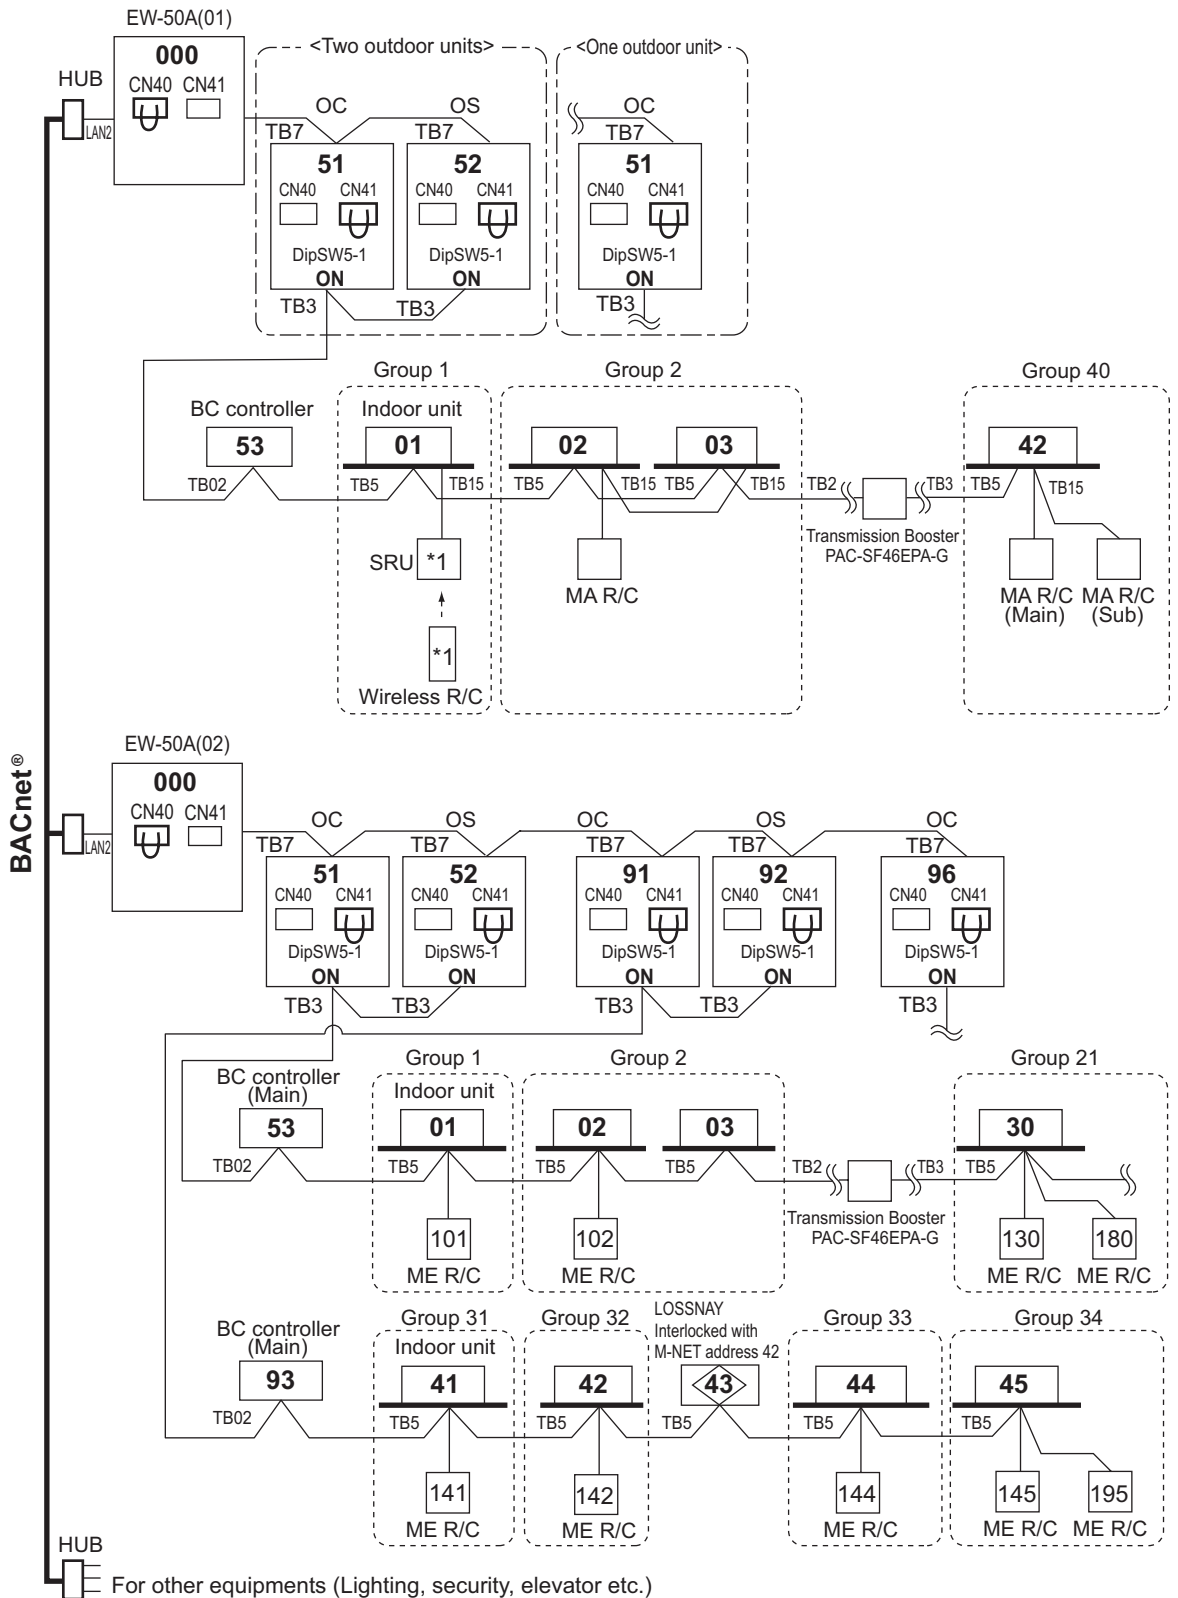 EW-50A(01)
000
CN40 CN41
HUB
LAN2
<Two outdoor units>
<One outdoor unit>
OC
OS
OC
TB7
TB7
TB7
51
52
51
CN40 CN41
CN40 CN41
CN40 CN41
DipSW5-1
DipSW5-1
DipSW5-1
ON
ON
ON
TB3
TB3
TB3
Group 1
Group 2
Group 40
BC controller
Indoor unit
53
01
02
03
42
TB02
TB5
TB15
TB5
TB15
TB5
TB15
TB2
TB3
TB5
TB15
Transmission Booster
PAC-SF46EPA-G
SRU
*1
MA R/C
MA R/C
(Main)
MA R/C
(Sub)
*1
Wireless R/C
BACnet®
EW-50A(02)
000
CN40 CN41
LAN2
OC
OS
OC
OS
OC
TB7
TB7
TB7
TB7
TB7
51
52
91
92
96
CN40 CN41
CN40 CN41
CN40 CN41
CN40 CN41
CN40 CN41
DipSW5-1
DipSW5-1
DipSW5-1
DipSW5-1
DipSW5-1
ON
ON
ON
ON
ON
TB3
TB3
TB3
TB3
TB3
Group 1
Group 2
Group 21
BC controller
(Main)
Indoor unit
53
01
02
03
30
TB02
TB5
TB5
TB5
TB2
TB3
TB5
Transmission Booster
PAC-SF46EPA-G
101
102
130
180
ME R/C
ME R/C
ME R/C
ME R/C
Group 31
Group 32
LOSSNAY
Interlocked with
M-NET address 42
Group 33
Group 34
BC controller
(Main)
Indoor unit
93
41
42
43
44
45
TB02
TB5
TB5
TB5
TB5
TB5
141
142
144
145
195
ME R/C
ME R/C
ME R/C
ME R/C
ME R/C
HUB
For other equipments (Lighting, security, elevator etc.)